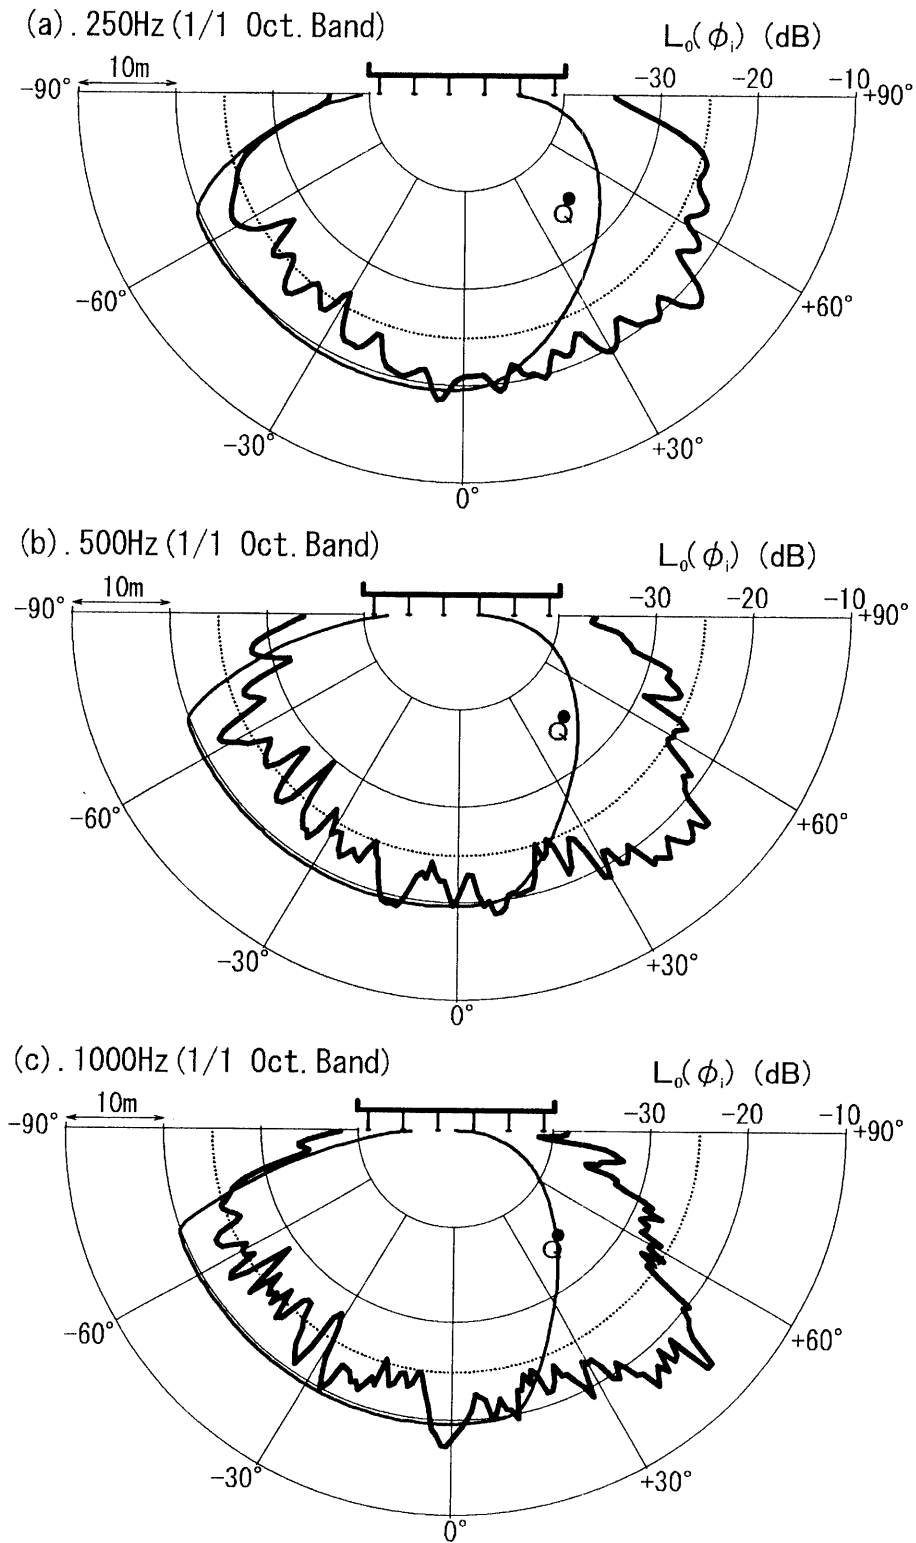 (a). 250Hz (1/1 Oct. Band)
L₀(ϕᵢ) (dB)
10m
-30 -20 -10
-90° +90°
Q
-60° +60°
-30° +30°
0°
(b). 500Hz (1/1 Oct. Band)
L₀(ϕᵢ) (dB)
10m
-30 -20 -10
-90° +90°
Q
-60° +60°
-30° +30°
0°
(c). 1000Hz (1/1 Oct. Band)
L₀(ϕᵢ) (dB)
10m
-30 -20 -10
-90° +90°
Q
-60° +60°
-30° +30°
0°